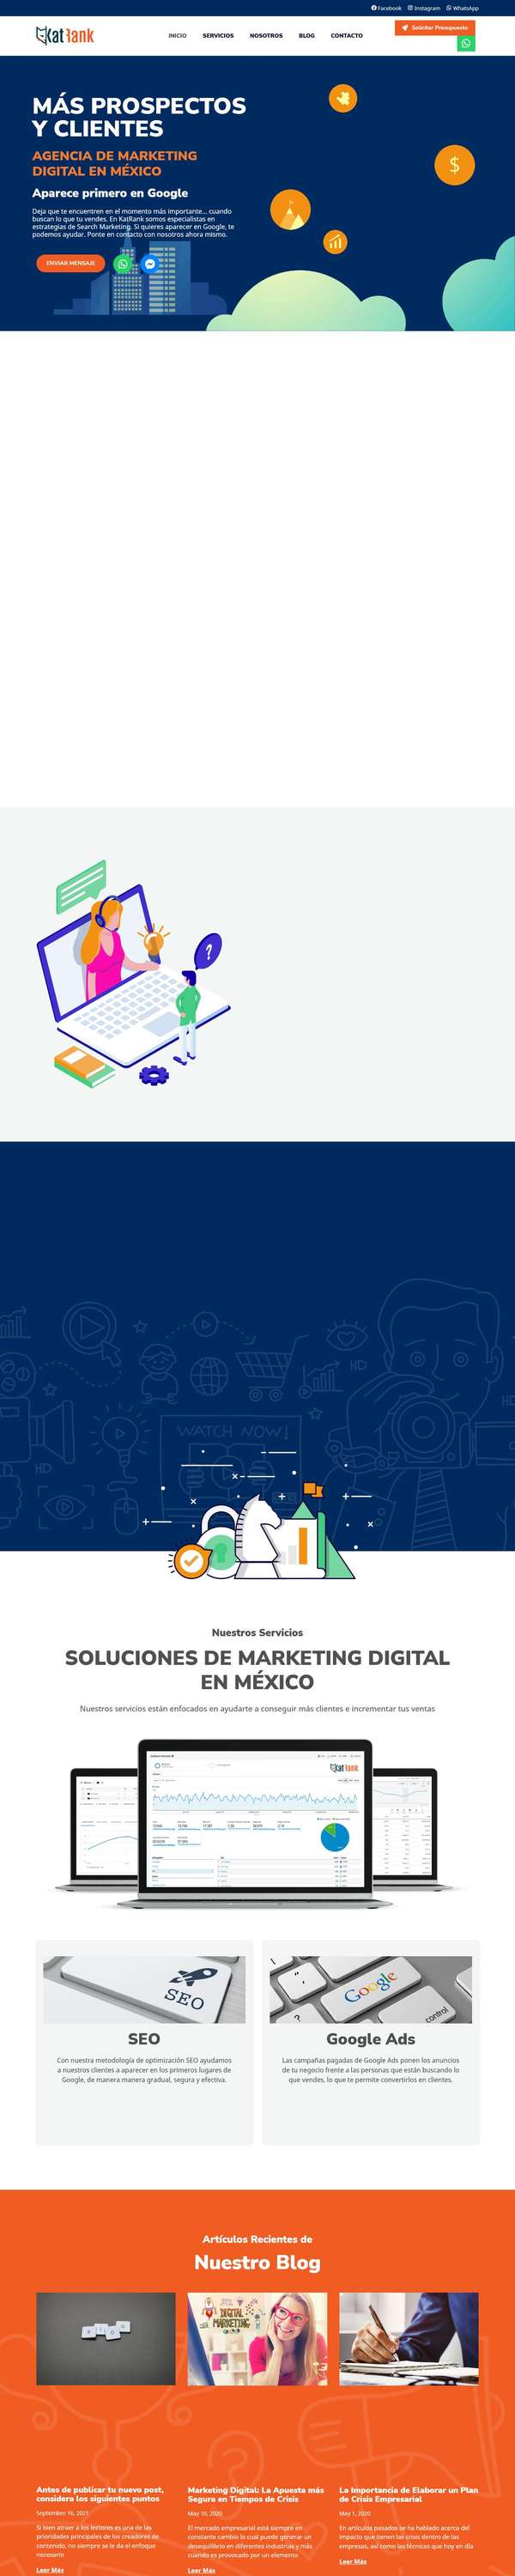 Facebook Instagram WhatsApp
KatRank
INICIO SERVICIOS NOSOTROS BLOG CONTACTO
Solicitar Presupuesto
MÁS PROSPECTOS
Y CLIENTES
AGENCIA DE MARKETING
DIGITAL EN MÉXICO
Aparece primero en Google
Deja que te encuentren en el momento más importante... cuando
buscan lo que tu vendes. En KatRank somos especialistas en
estrategias de Search Marketing. Si quieres aparecer en Google, te
podemos ayudar. Ponte en contacto con nosotros ahora mismo.
ENVIAR MENSAJE
HD
HD
WATCH NOW!
HD
Nuestros Servicios
SOLUCIONES DE MARKETING DIGITAL
EN MÉXICO
Nuestros servicios están enfocados en ayudarte a conseguir más clientes e incrementar tus ventas
KatRank
SEO
Google
control
SEO
Con nuestra metodología de optimización SEO ayudamos
a nuestros clientes a aparecer en los primeros lugares de
Google, de manera manera gradual, segura y efectiva.
Google Ads
Las campañas pagadas de Google Ads ponen los anuncios
de tu negocio frente a las personas que están buscando lo
que vendes, lo que te permite convertirlos en clientes.
Artículos Recientes de
Nuestro Blog
DIGITAL
MARKETING
Antes de publicar tu nuevo post,
considera los siguientes puntos
September 16, 2021
Si bien atraer a los lectores es una de las
prioridades principales de los creadores de
contenido, no siempre se le da el enfoque
necesario
Leer Más
Marketing Digital: La Apuesta más
Segura en Tiempos de Crisis
May 10, 2020
El mercado empresarial está siempre en
constante cambio lo cual puede generar un
desequilibrio en diferentes industrias y más
cuando es provocado por un elemento
Leer Más
La Importancia de Elaborar un Plan
de Crisis Empresarial
May 1, 2020
En artículos pasados se ha hablado acerca del
impacto que tienen las crisis dentro de las
empresas, así como las técnicas que hoy en día
Leer Más